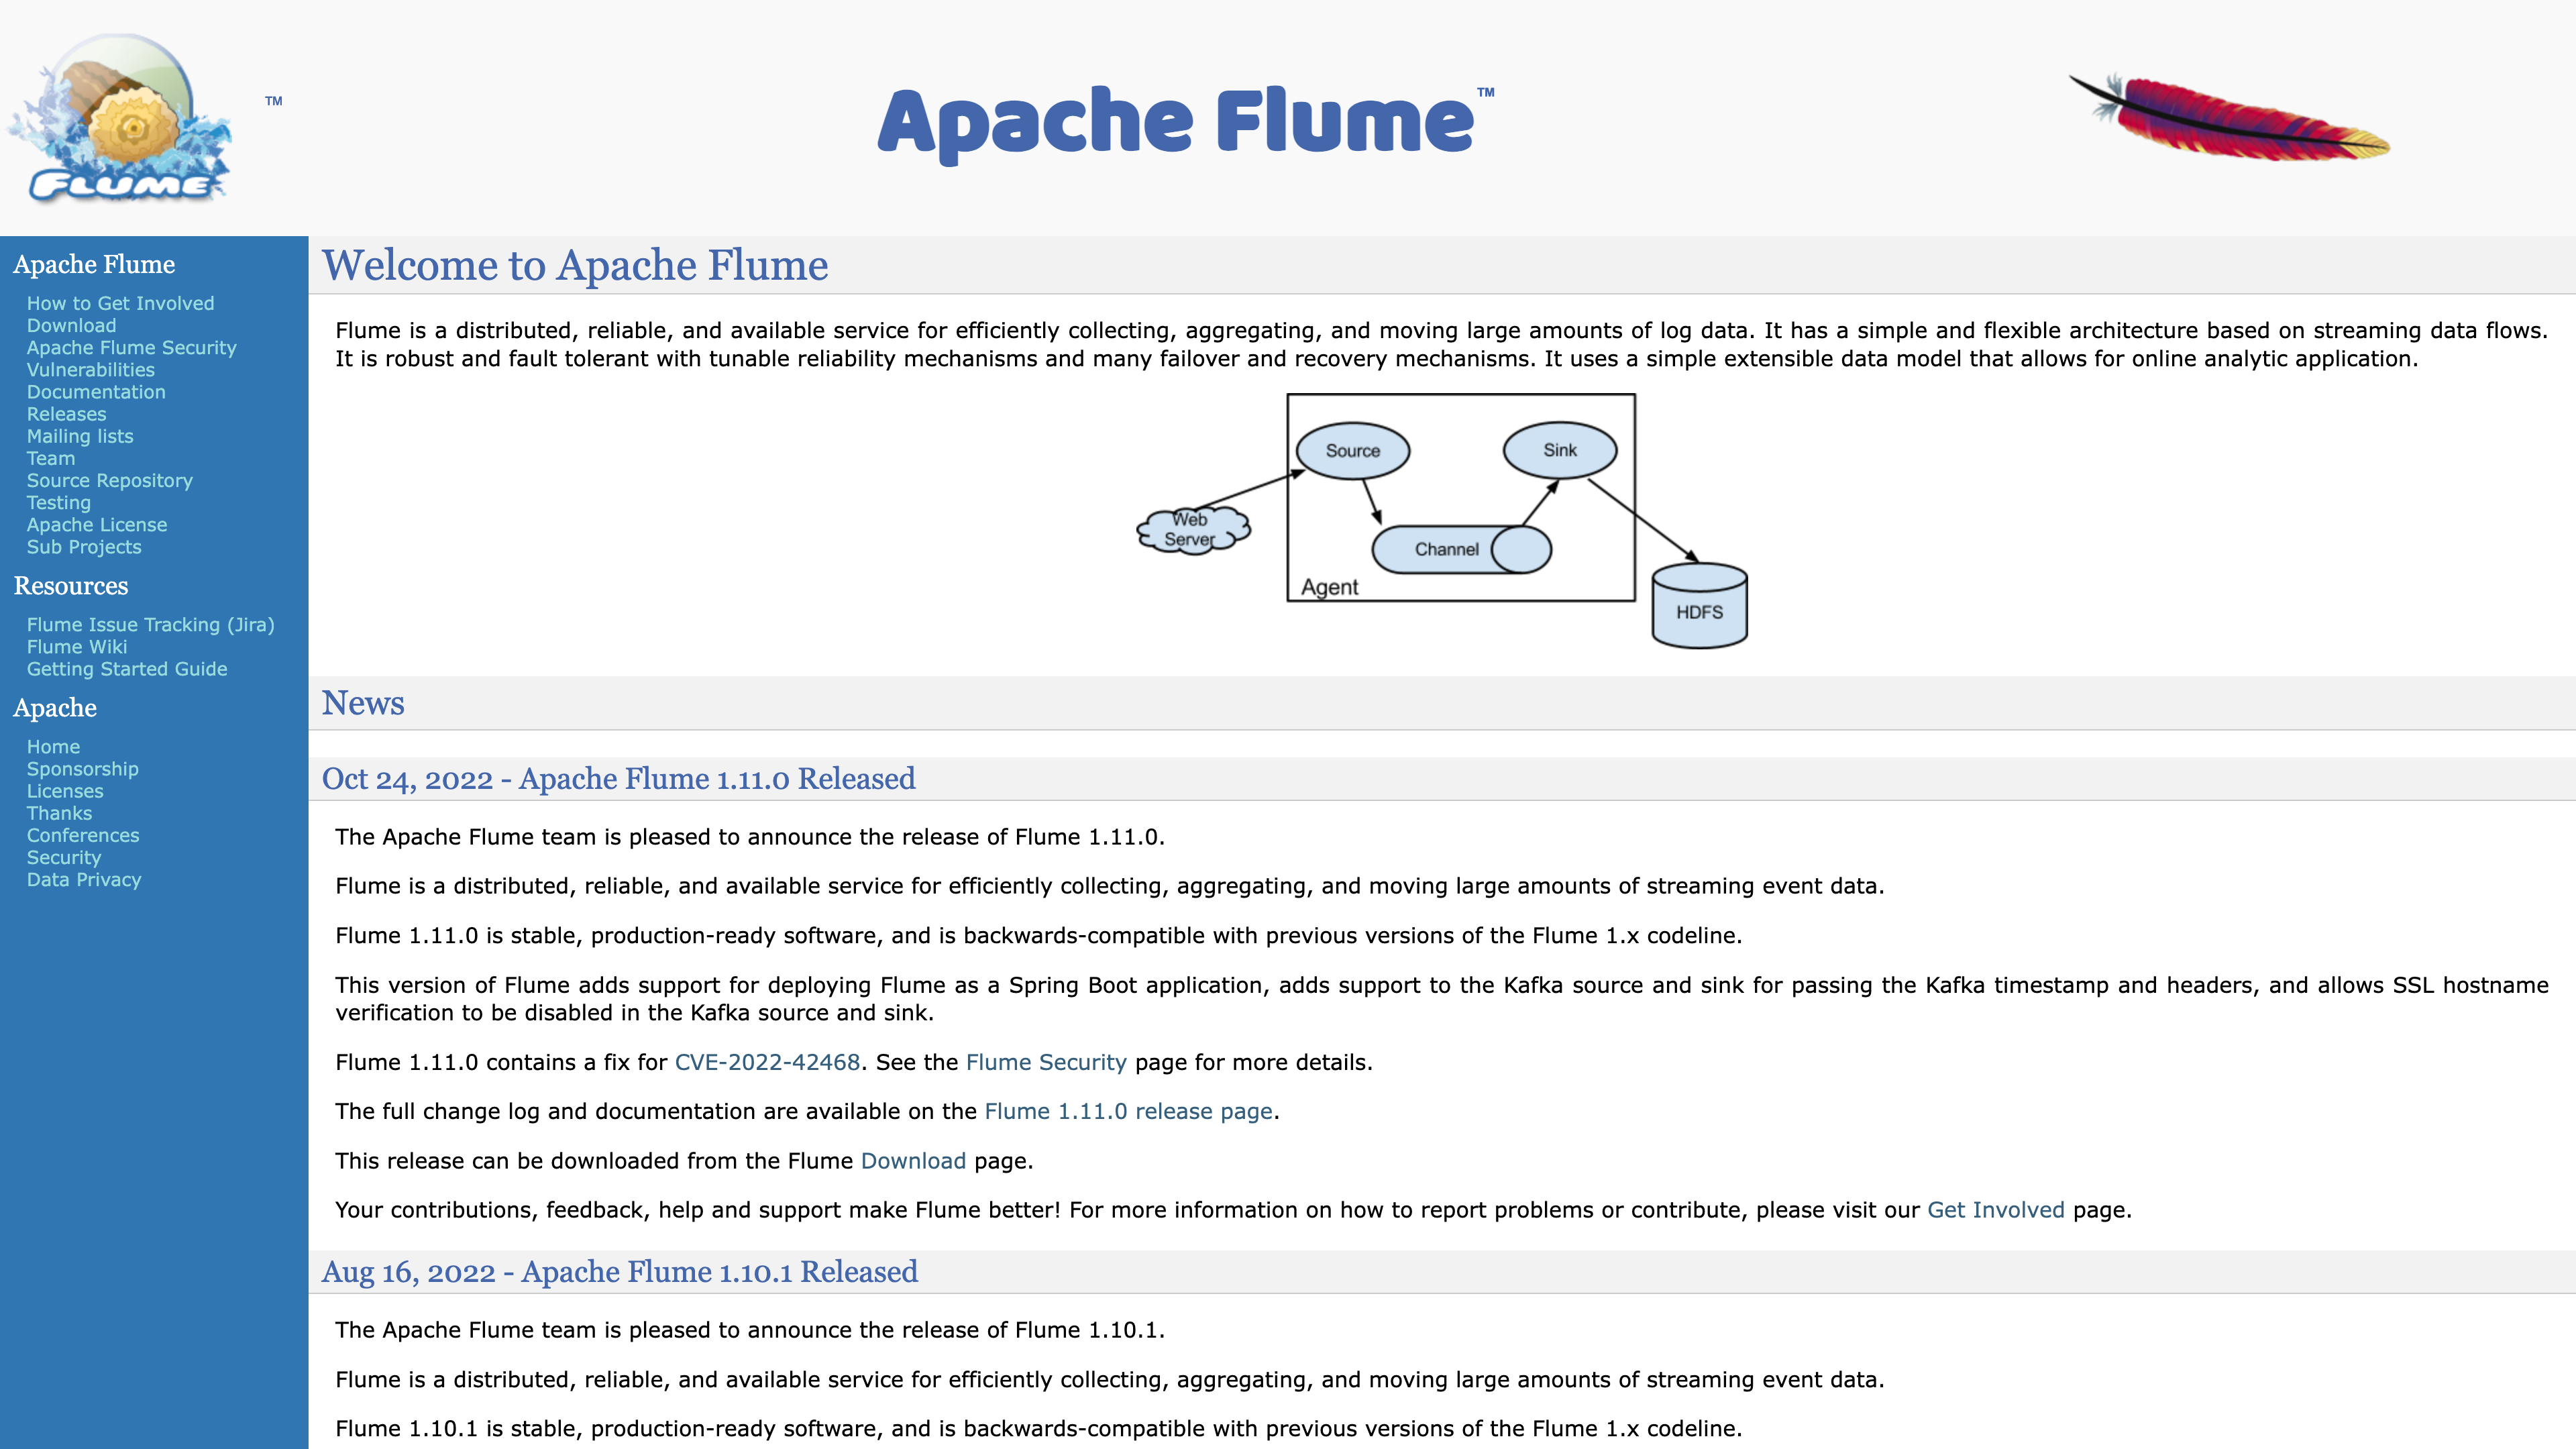 FLUME
TM
Apache Flume™
Apache Flume
How to Get Involved
Download
Apache Flume Security
Vulnerabilities
Documentation
Releases
Mailing lists
Team
Source Repository
Testing
Apache License
Sub Projects
Resources
Flume Issue Tracking (Jira)
Flume Wiki
Getting Started Guide
Apache
Home
Sponsorship
Licenses
Thanks
Conferences
Security
Data Privacy
Welcome to Apache Flume
Flume is a distributed, reliable, and available service for efficiently collecting, aggregating, and moving large amounts of log data. It has a simple and flexible architecture based on streaming data flows.
It is robust and fault tolerant with tunable reliability mechanisms and many failover and recovery mechanisms. It uses a simple extensible data model that allows for online analytic application.
Source
Sink
Web
Server
Channel
Agent
HDFS
News
Oct 24, 2022 - Apache Flume 1.11.0 Released
The Apache Flume team is pleased to announce the release of Flume 1.11.0.
Flume is a distributed, reliable, and available service for efficiently collecting, aggregating, and moving large amounts of streaming event data.
Flume 1.11.0 is stable, production-ready software, and is backwards-compatible with previous versions of the Flume 1.x codeline.
This version of Flume adds support for deploying Flume as a Spring Boot application, adds support to the Kafka source and sink for passing the Kafka timestamp and headers, and allows SSL hostname
verification to be disabled in the Kafka source and sink.
Flume 1.11.0 contains a fix for CVE-2022-42468. See the Flume Security page for more details.
The full change log and documentation are available on the Flume 1.11.0 release page.
This release can be downloaded from the Flume Download page.
Your contributions, feedback, help and support make Flume better! For more information on how to report problems or contribute, please visit our Get Involved page.
Aug 16, 2022 - Apache Flume 1.10.1 Released
The Apache Flume team is pleased to announce the release of Flume 1.10.1.
Flume is a distributed, reliable, and available service for efficiently collecting, aggregating, and moving large amounts of streaming event data.
Flume 1.10.1 is stable, production-ready software, and is backwards-compatible with previous versions of the Flume 1.x codeline.